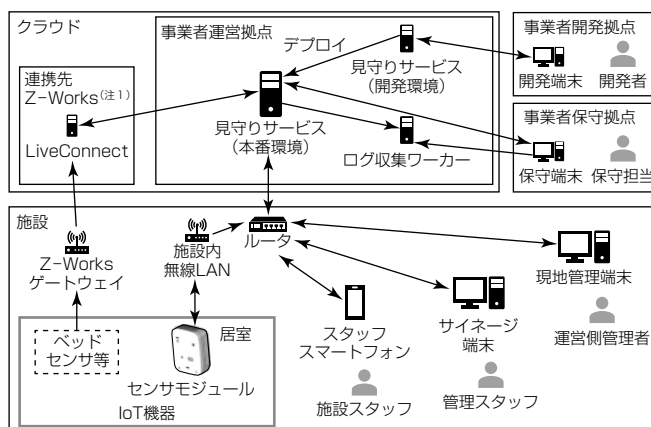 クラウド
事業者運営拠点
デプロイ
見守りサービス
（開発環境）
連携先
Z-Works(注1)
LiveConnect
見守りサービス
（本番環境）
ログ収集ワーカー
事業者開発拠点
開発端末
開発者
事業者保守拠点
保守端末
保守担当
施設
Z-Works
ゲートウェイ
施設内
無線LAN
ルータ
現地管理端末
運営側管理者
ベッド
センサ等
居室
センサモジュール
IoT機器
スタッフ
スマートフォン
施設スタッフ
サイネージ
端末
管理スタッフ